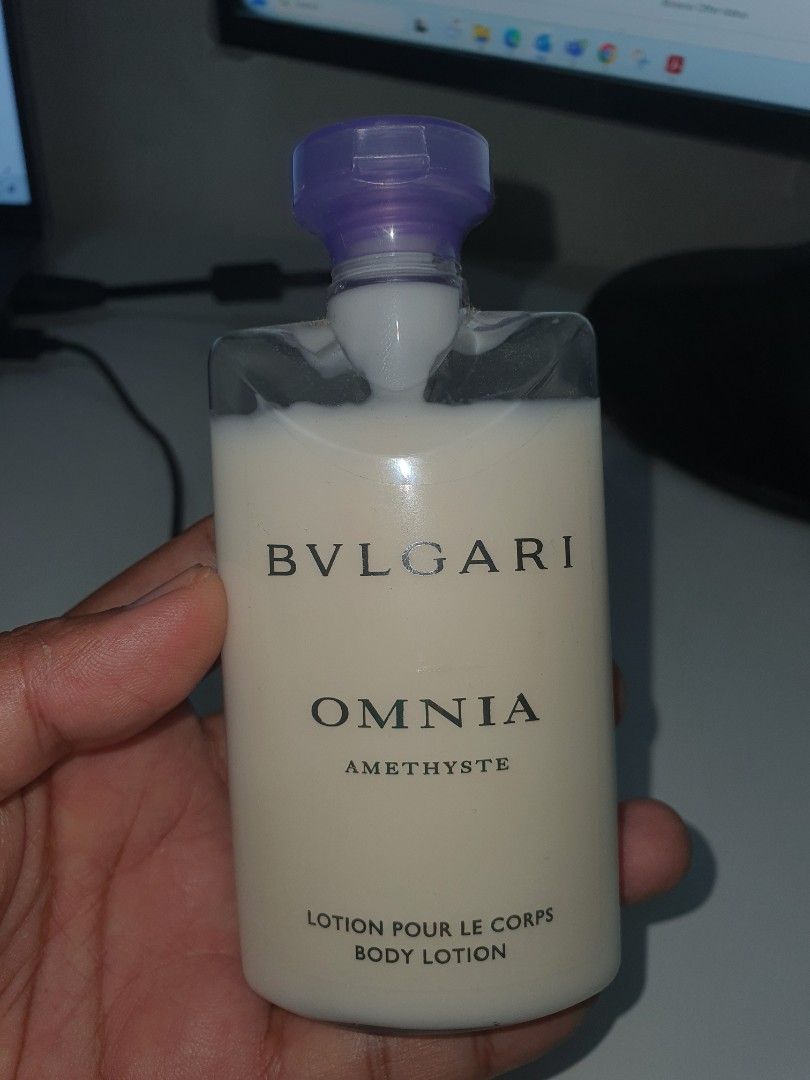 BVLGARI
OMNIA
AMETHYSTE
LOTION POUR LE CORPS
BODY LOTION